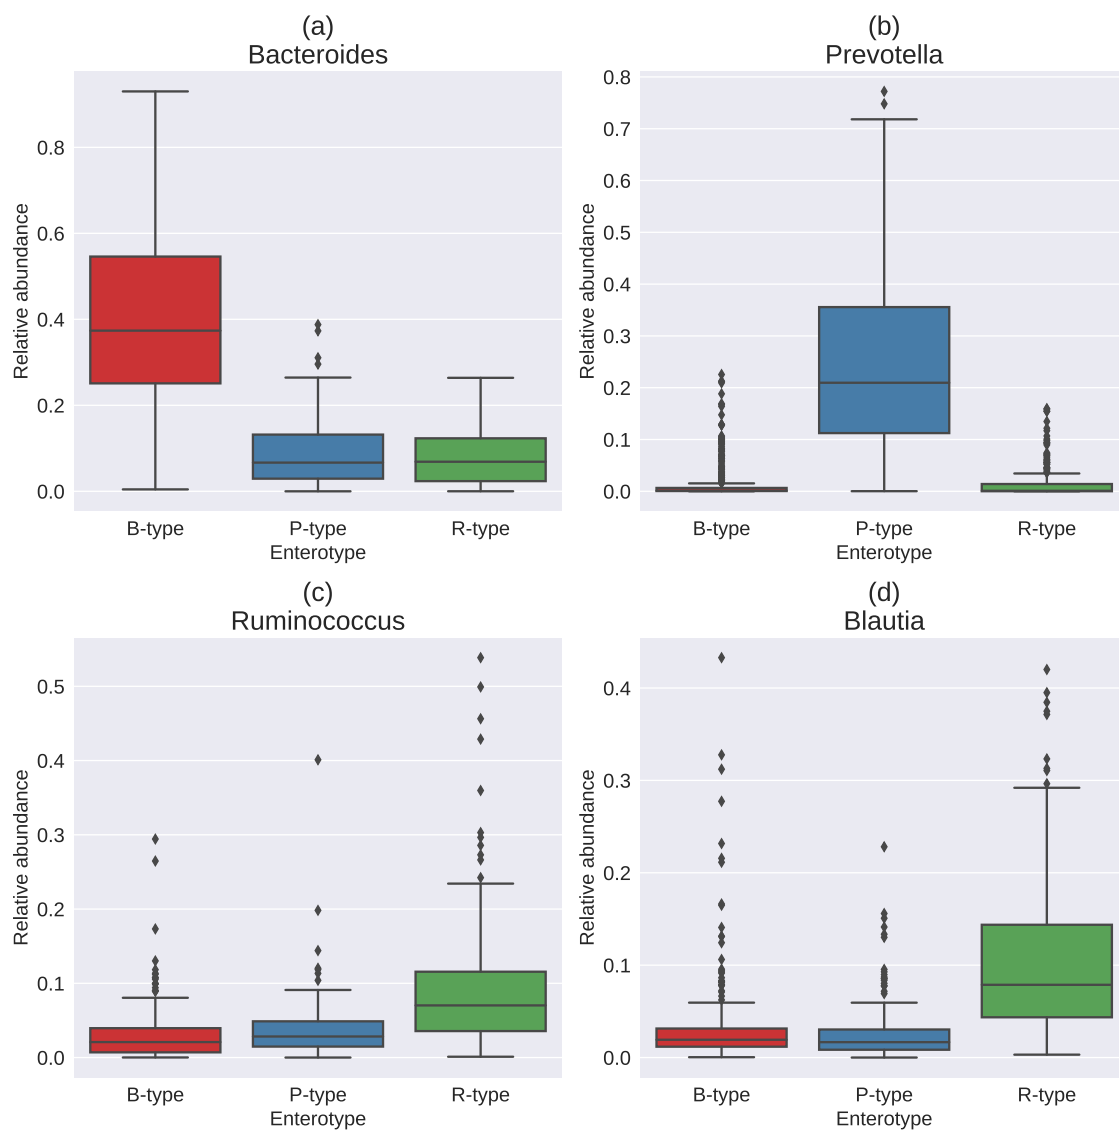 (a)
Bacteroides
Relative abundance
0.8
0.6
0.4
0.2
0.0
B-type P-type R-type
Enterotype
(b)
Prevotella
Relative abundance
0.8
0.7
0.6
0.5
0.4
0.3
0.2
0.1
0.0
B-type P-type R-type
Enterotype
(c)
Ruminococcus
Relative abundance
0.5
0.4
0.3
0.2
0.1
0.0
B-type P-type R-type
Enterotype
(d)
Blautia
Relative abundance
0.4
0.3
0.2
0.1
0.0
B-type P-type R-type
Enterotype